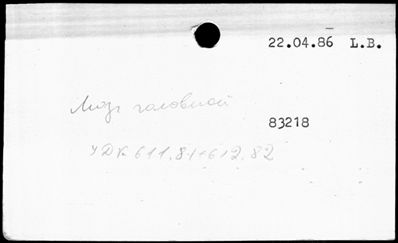 22.04.86 L.B.
Мозг головной
83218
УДК 611.81+612.82